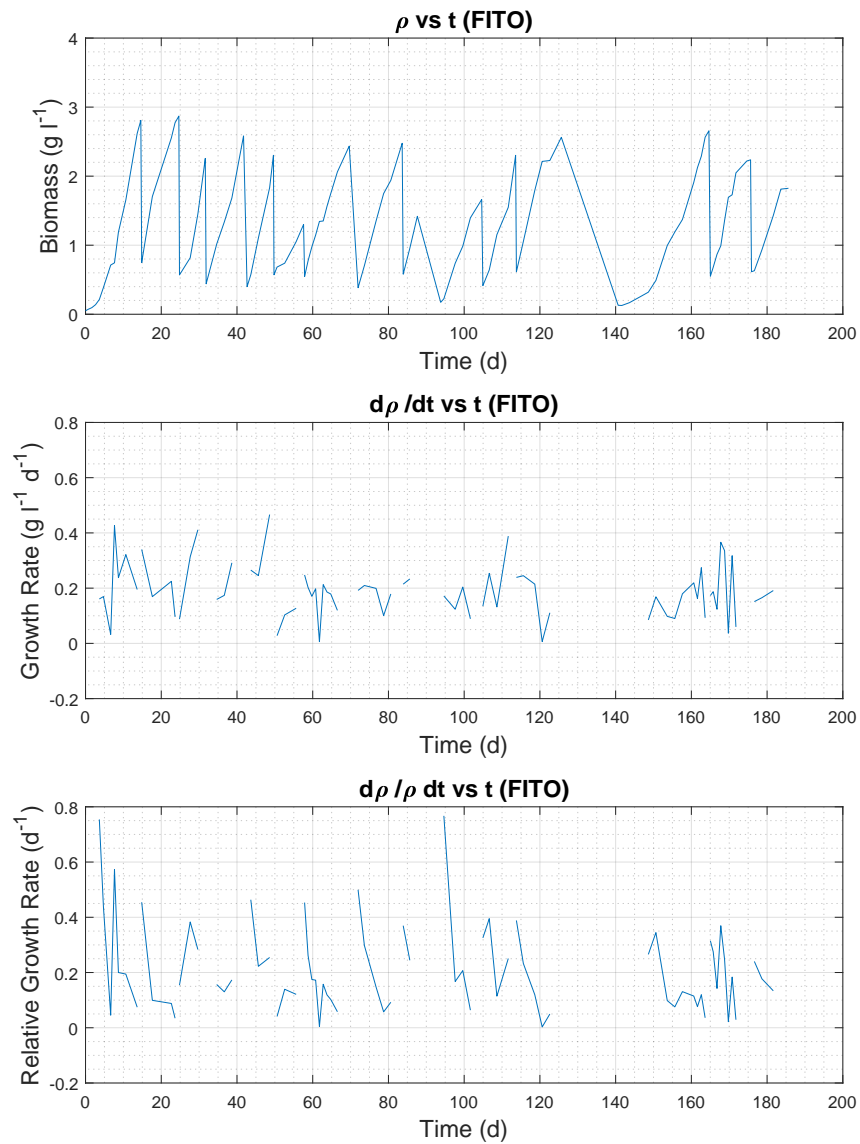 ρ vs t (FITO)
4
3
2
1
0
Biomass (g l⁻¹)
0 20 40 60 80 100 120 140 160 180 200
Time (d)
dρ /dt vs t (FITO)
0.8
0.6
0.4
0.2
0
-0.2
Growth Rate (g l⁻¹ d⁻¹)
0 20 40 60 80 100 120 140 160 180 200
Time (d)
dρ /ρ dt vs t (FITO)
0.8
0.6
0.4
0.2
0
-0.2
Relative Growth Rate (d⁻¹)
0 20 40 60 80 100 120 140 160 180 200
Time (d)